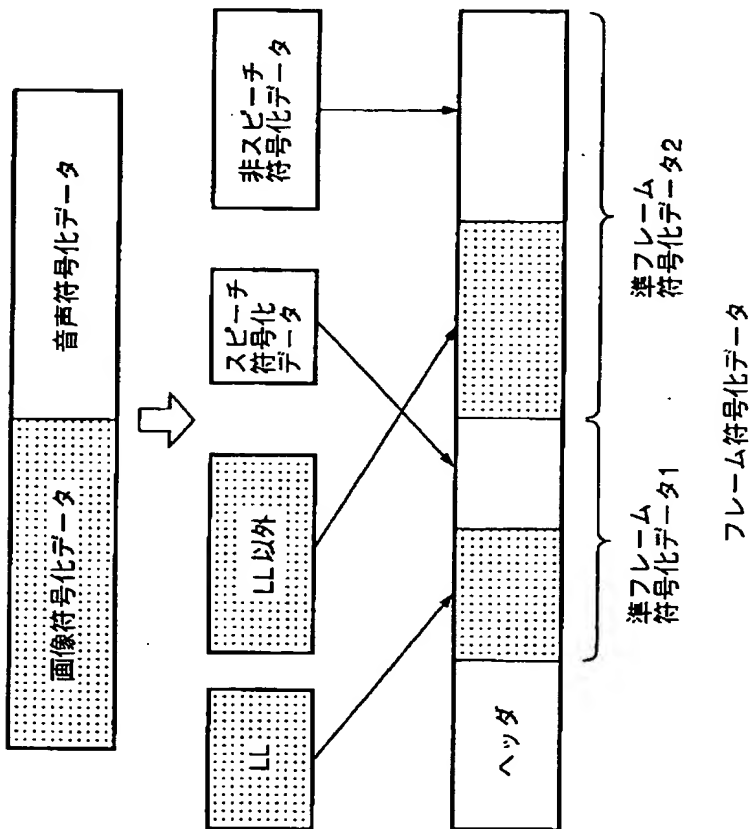 画像符号化データ
音声符号化データ
LL
LL以外
スピーチ
符号化
データ
非スピーチ
符号化データ
ヘッダ
準フレーム
符号化データ1
準フレーム
符号化データ2
フレーム符号化データ